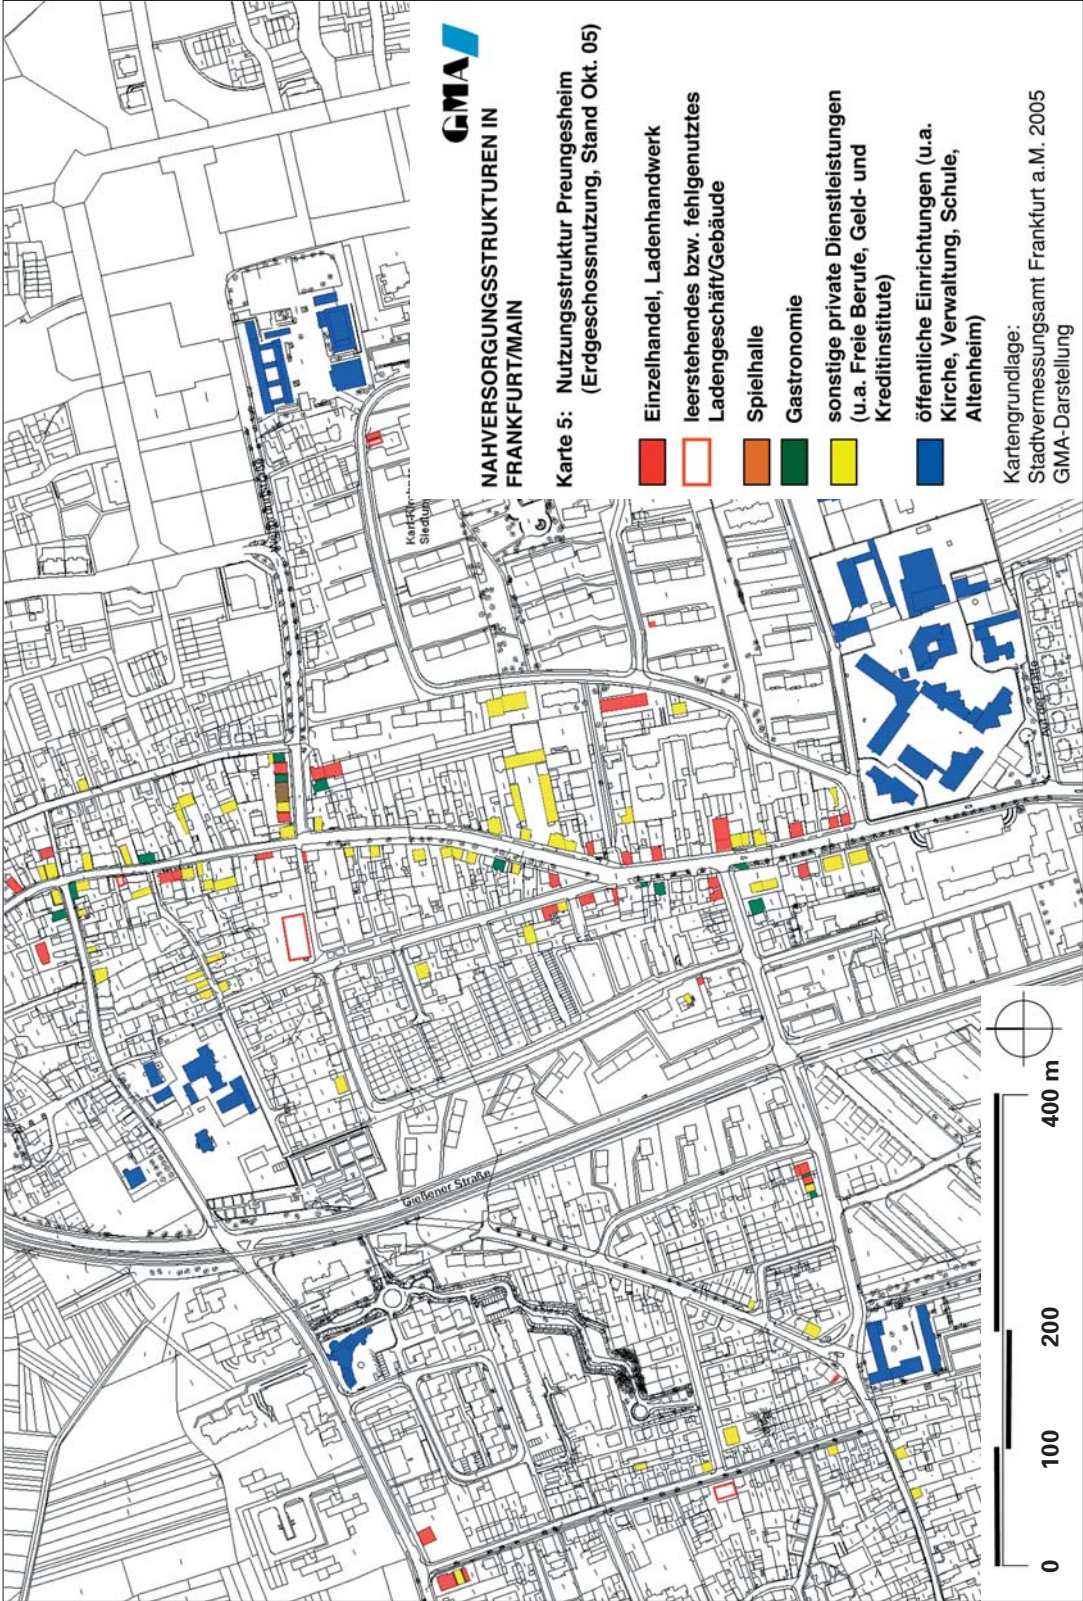 GMA
NAHVERSORGUNGSSTRUKTUREN IN
FRANKFURT/MAIN
Karte 5: Nutzungsstruktur Preungesheim
(Erdgeschossnutzung, Stand Okt. 05)
Einzelhandel, Ladenhandwerk
leerstehendes bzw. fehlgenutztes
Ladengeschäft/Gebäude
Spielhalle
Gastronomie
sonstige private Dienstleistungen
(u.a. Freie Berufe, Geld- und
Kreditinstitute)
öffentliche Einrichtungen (u.a.
Kirche, Verwaltung, Schule,
Altenheim)
Kartengrundlage:
Stadtvermessungsamt Frankfurt a.M. 2005
GMA-Darstellung
Gießener Straße
0 100 200 400 m